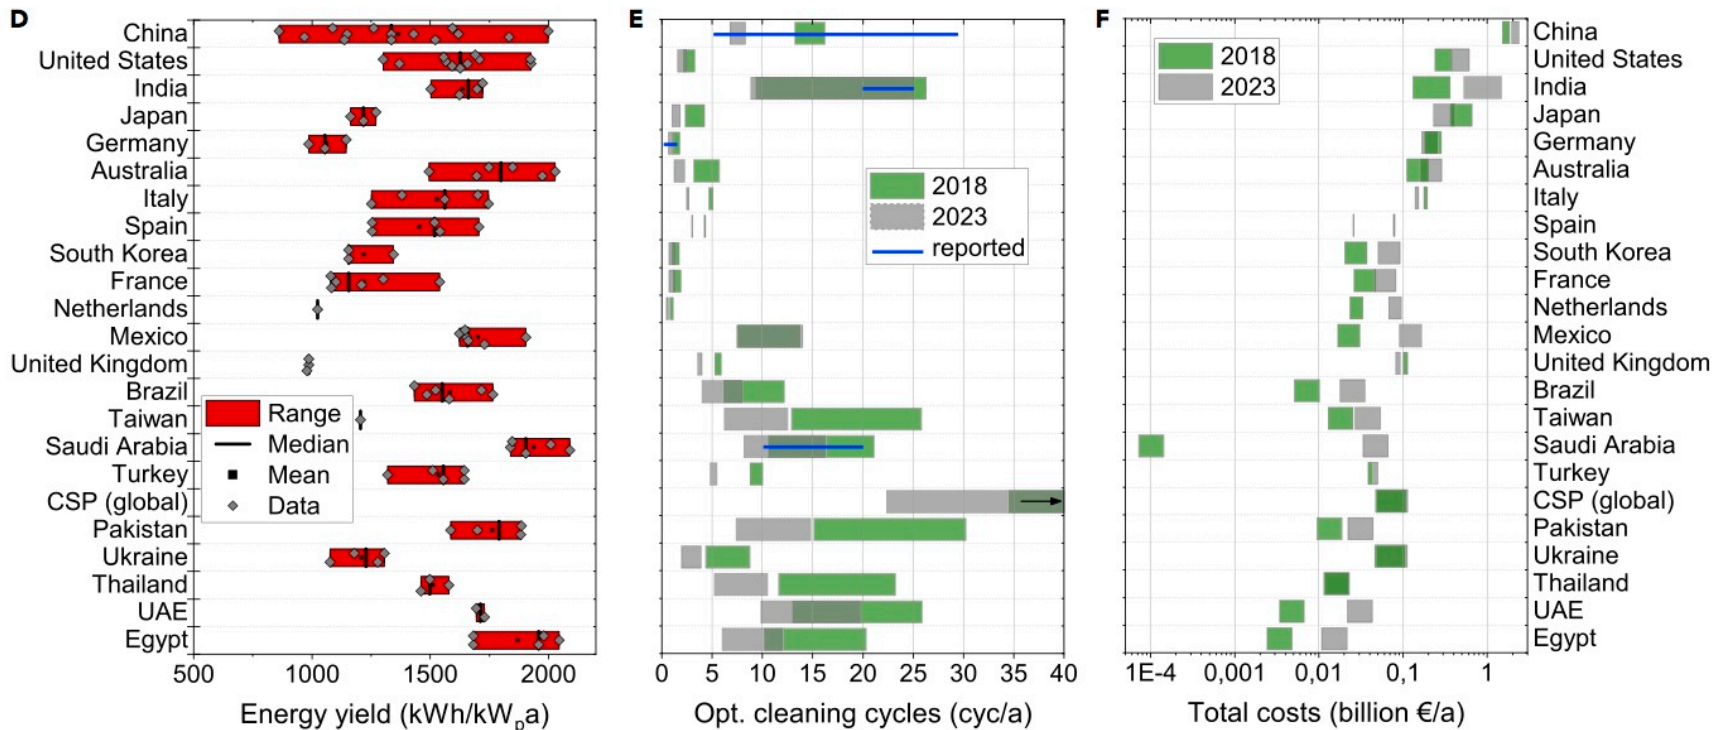 D
China
United States
India
Japan
Germany
Australia
Italy
Spain
South Korea
France
Netherlands
Mexico
United Kingdom
Brazil
Taiwan
Saudi Arabia
Turkey
CSP (global)
Pakistan
Ukraine
Thailand
UAE
Egypt
Range
Median
Mean
Data
500 1000 1500 2000
Energy yield (kWh/kWpa)
E
2018
2023
reported
0 5 10 15 20 25 30 35 40
Opt. cleaning cycles (cyc/a)
F
2018
2023
China
United States
India
Japan
Germany
Australia
Italy
Spain
South Korea
France
Netherlands
Mexico
United Kingdom
Brazil
Taiwan
Saudi Arabia
Turkey
CSP (global)
Pakistan
Ukraine
Thailand
UAE
Egypt
1E-4 0,001 0,01 0,1 1
Total costs (billion €/a)